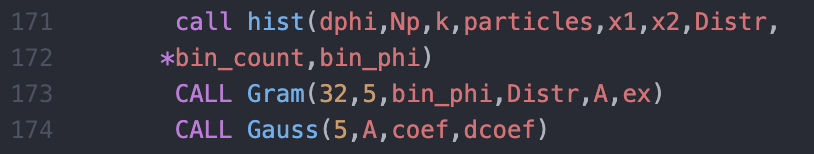 171 call hist(dphi,Np,k,particles,x1,x2,Distr,
172 *bin_count,bin_phi)
173 CALL Gram(32,5,bin_phi,Distr,A,ex)
174 CALL Gauss(5,A,coef,dcoef)